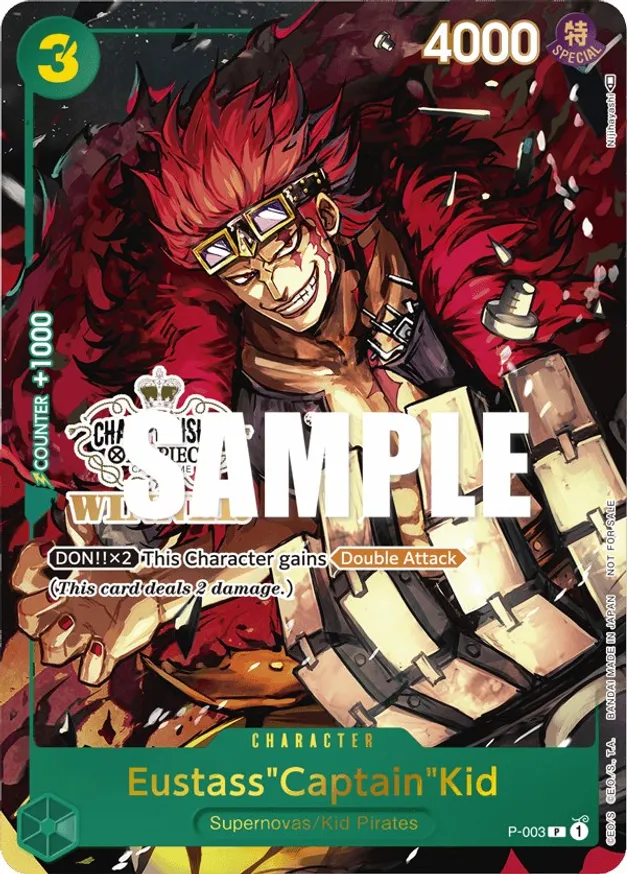 3
4000
特
SPECIAL
Nijihayashi
COUNTER +1000
SAMPLE
DON!!×2 This Character gains Double Attack
(This card deals 2 damage.)
NOT FOR SALE
BANDAI MADE IN JAPAN
CHARACTER
Eustass"Captain"Kid
Supernovas/Kid Pirates
P-003 P 1